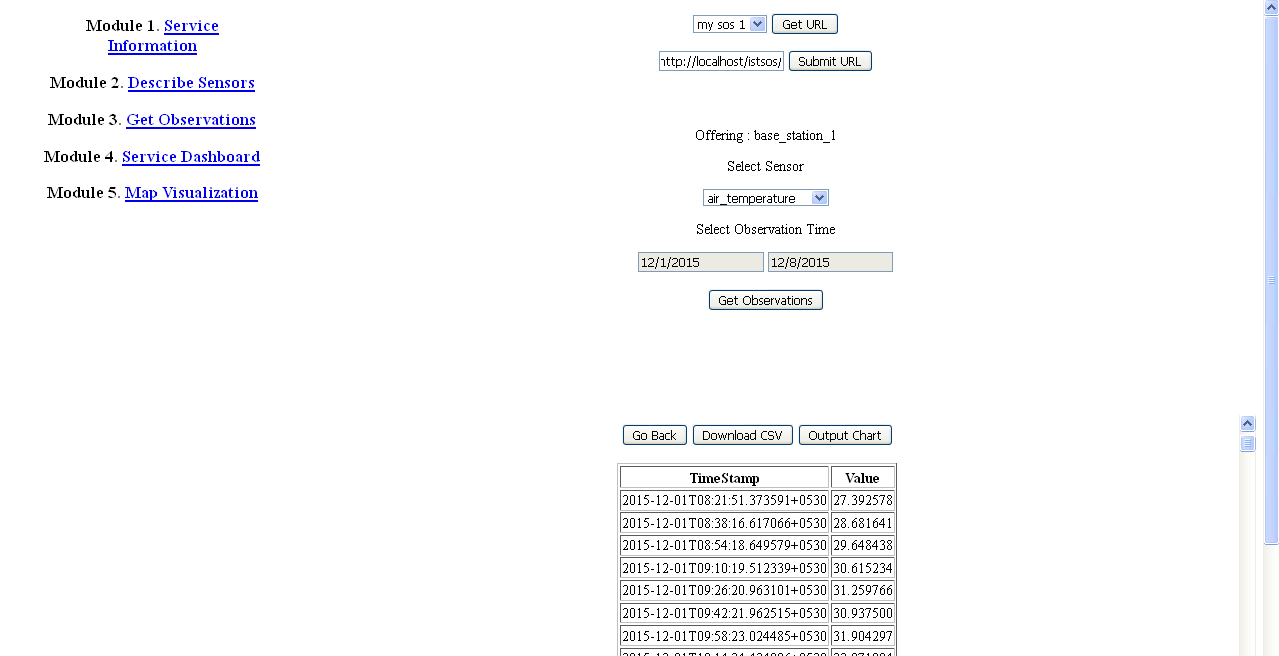 Module 1. Service
Information
Module 2. Describe Sensors
Module 3. Get Observations
Module 4. Service Dashboard
Module 5. Map Visualization
my sos 1 Get URL
http://localhost/istsos/ Submit URL
Offering : base_station_1
Select Sensor
air_temperature
Select Observation Time
12/1/2015 12/8/2015
Get Observations
Go Back Download CSV Output Chart
TimeStamp Value
2015-12-01T08:21:51.373591+0530 27.392578
2015-12-01T08:38:16.617066+0530 28.681641
2015-12-01T08:54:18.649579+0530 29.648438
2015-12-01T09:10:19.512339+0530 30.615234
2015-12-01T09:26:20.963101+0530 31.259766
2015-12-01T09:42:21.962515+0530 30.937500
2015-12-01T09:58:23.024485+0530 31.904297